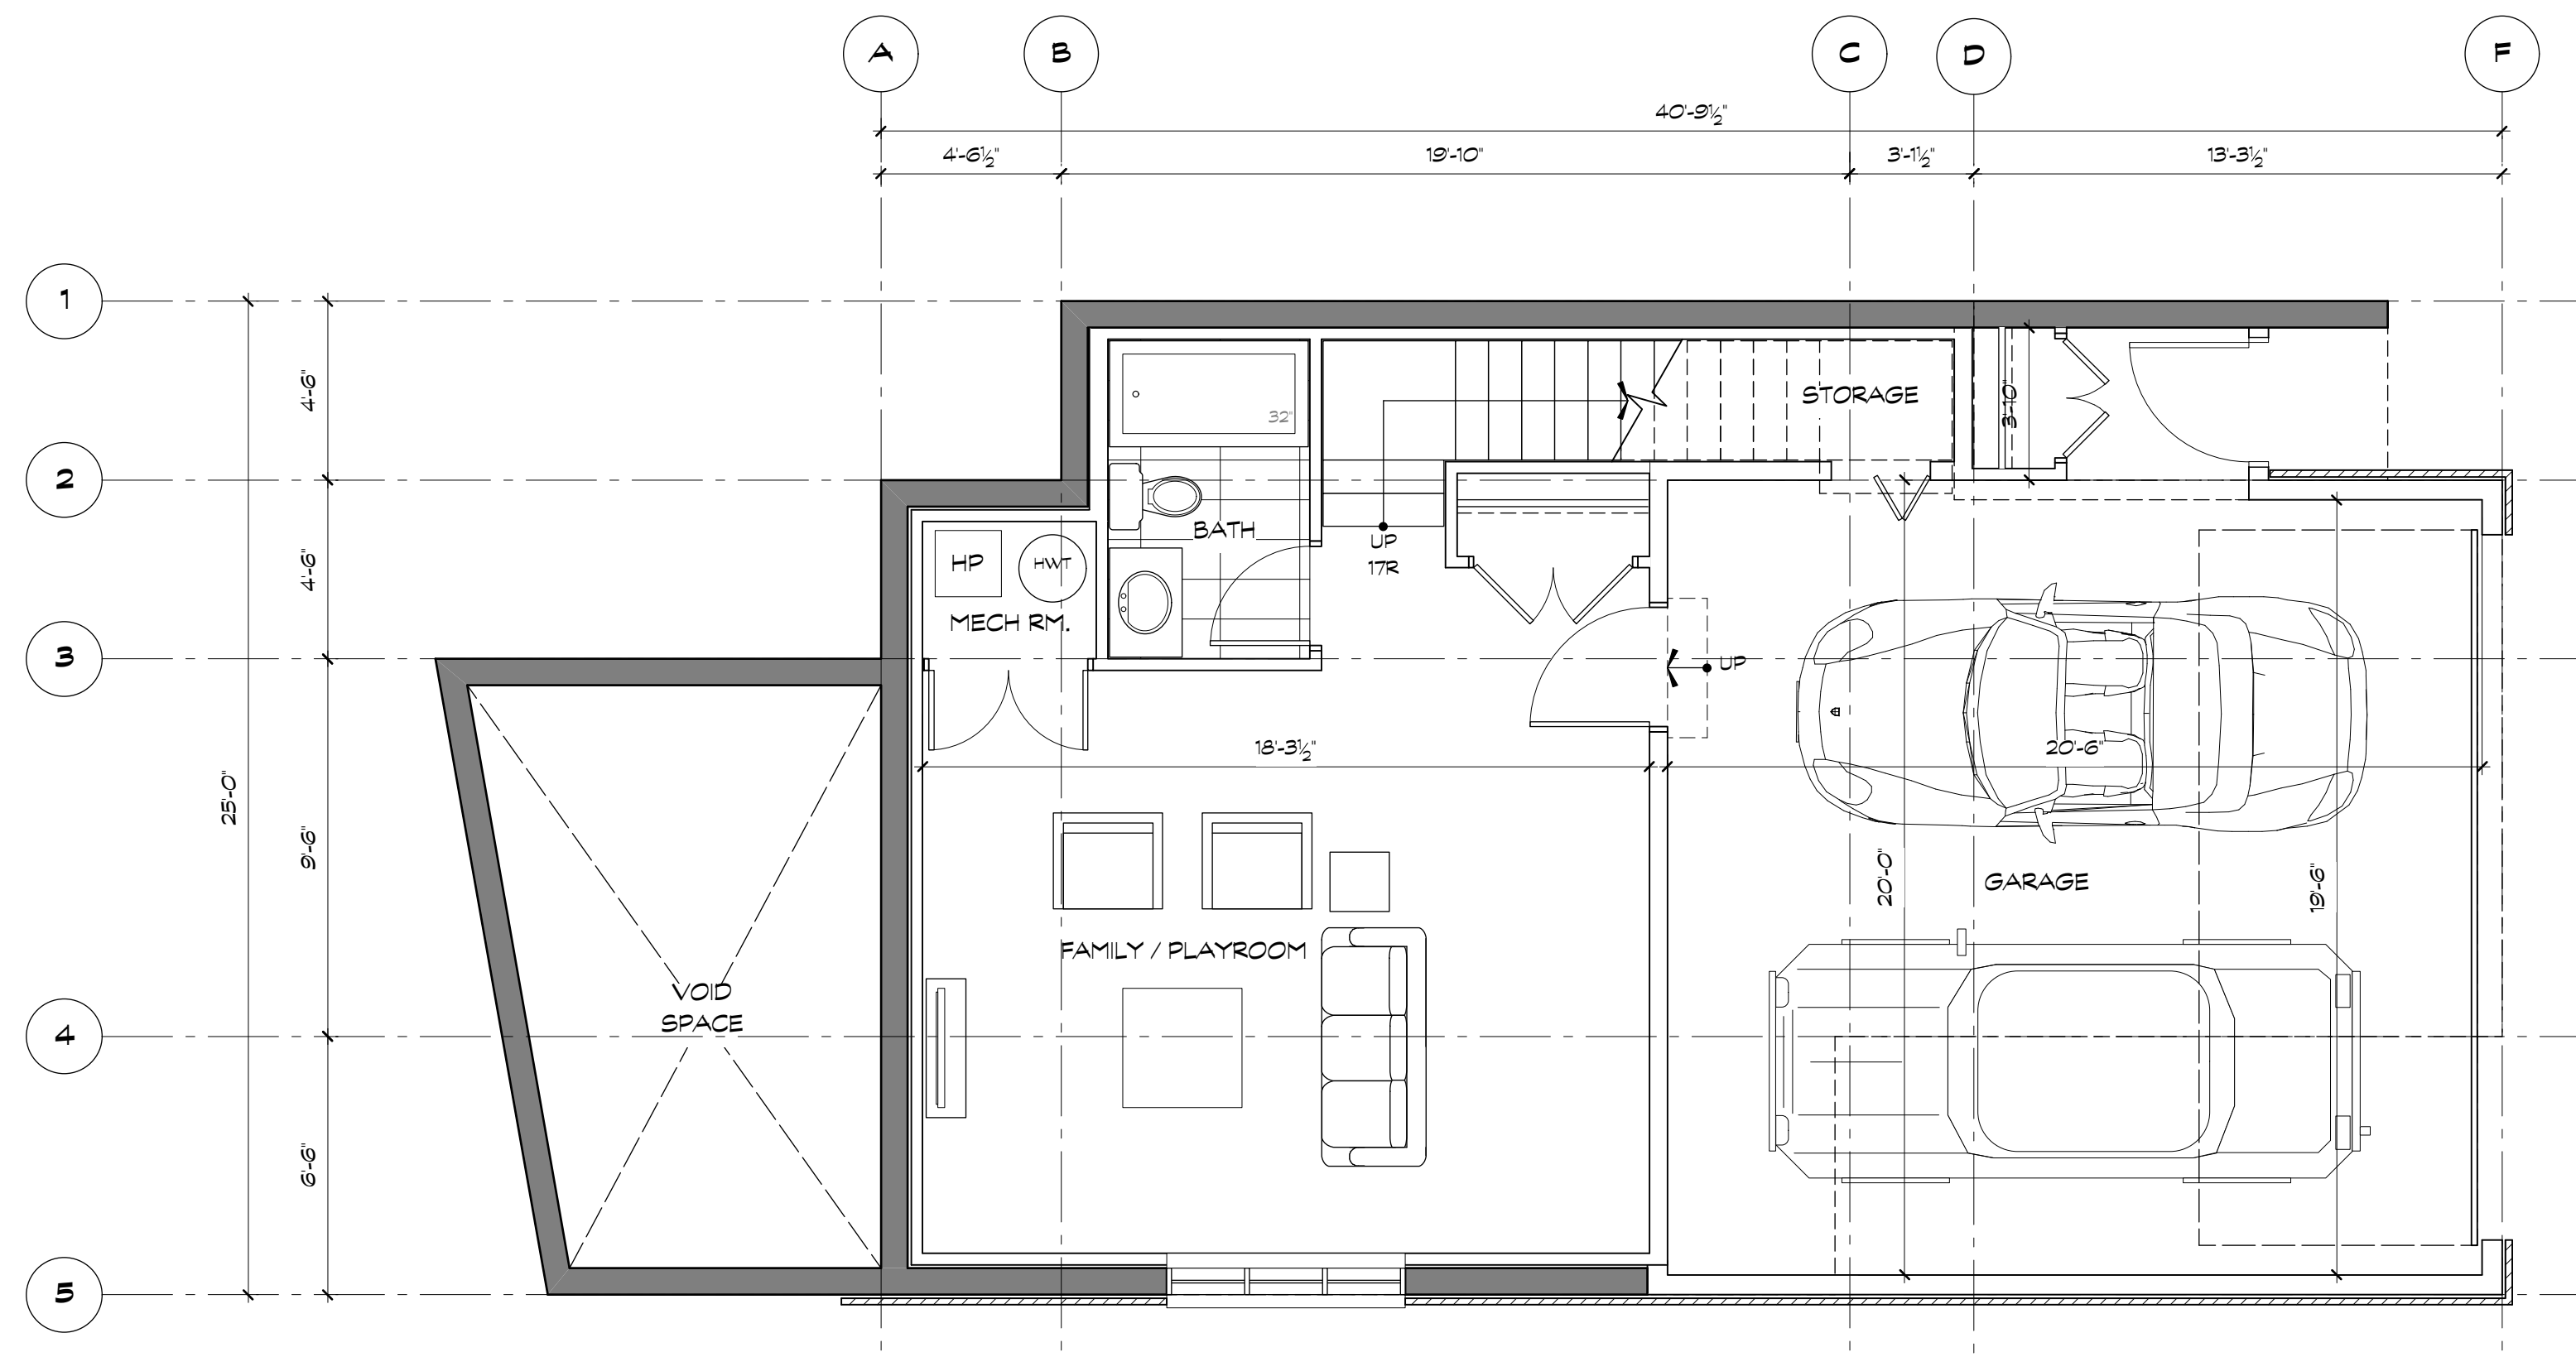 A B C D F
40'-9½"
4'-6½" 19'-10" 3'-1½" 13'-3½"
1
4'-6"
STORAGE
3'-10"
32"
2
BATH
UP
17R
HP
HWT
4'-6"
MECH RM.
3
UP
18'-3½"
20'-6"
25'-0"
9'-6"
20'-0"
GARAGE
19'-6"
FAMILY / PLAYROOM
VOID
SPACE
4
6'-6"
5